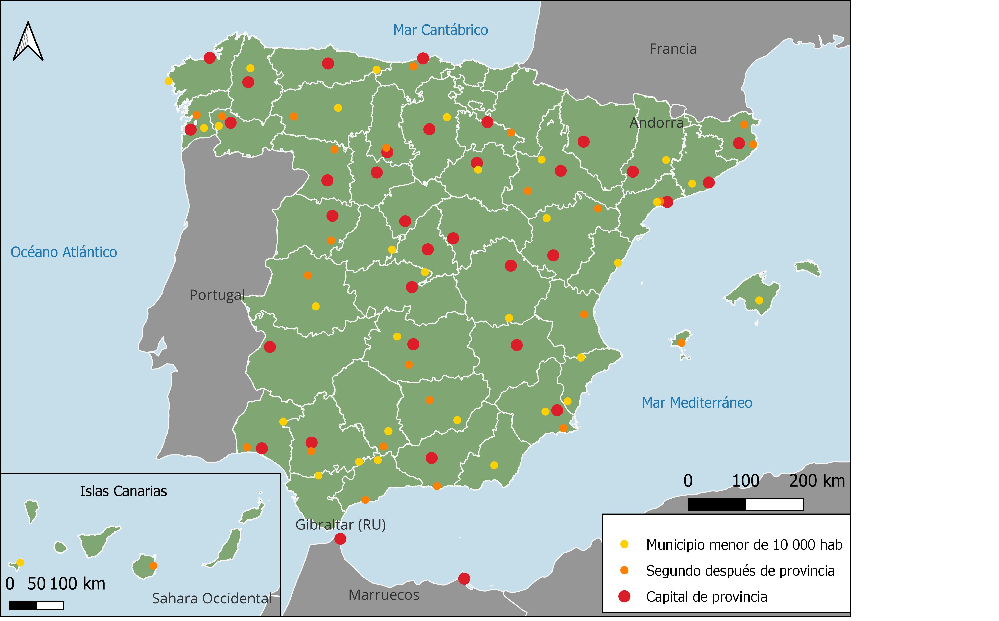 Mar Cantábrico
Francia
Andorra
Océano Atlántico
Portugal
Mar Mediterráneo
0 100 200 km
Islas Canarias
Gibraltar (RU)
0 50 100 km
Sahara Occidental
Marruecos
Municipio menor de 10 000 hab
Segundo después de provincia
Capital de provincia